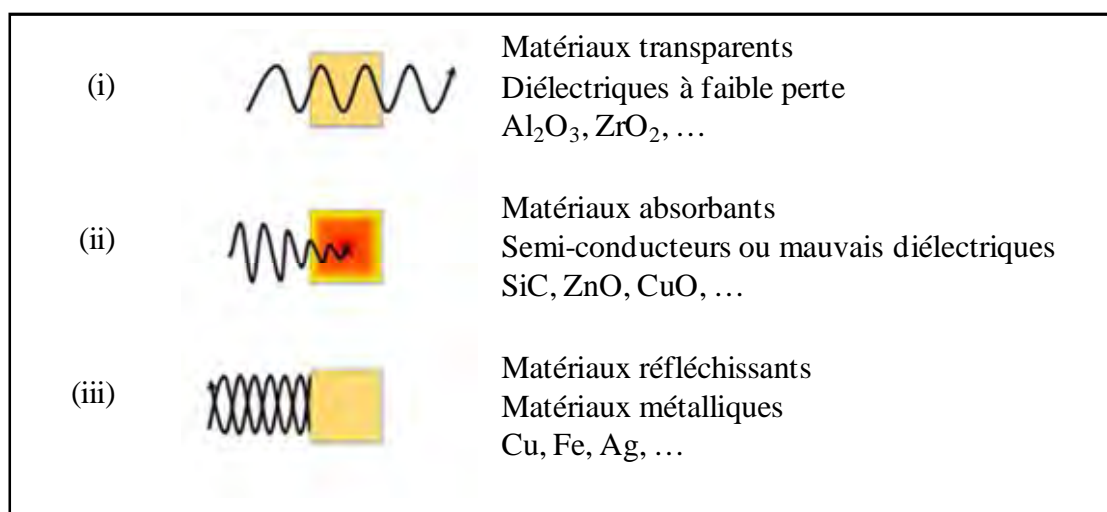 (i)
Matériaux transparents
Diélectriques à faible perte
Al₂O₃, ZrO₂, …
(ii)
Matériaux absorbants
Semi-conducteurs ou mauvais diélectriques
SiC, ZnO, CuO, …
(iii)
Matériaux réfléchissants
Matériaux métalliques
Cu, Fe, Ag, …